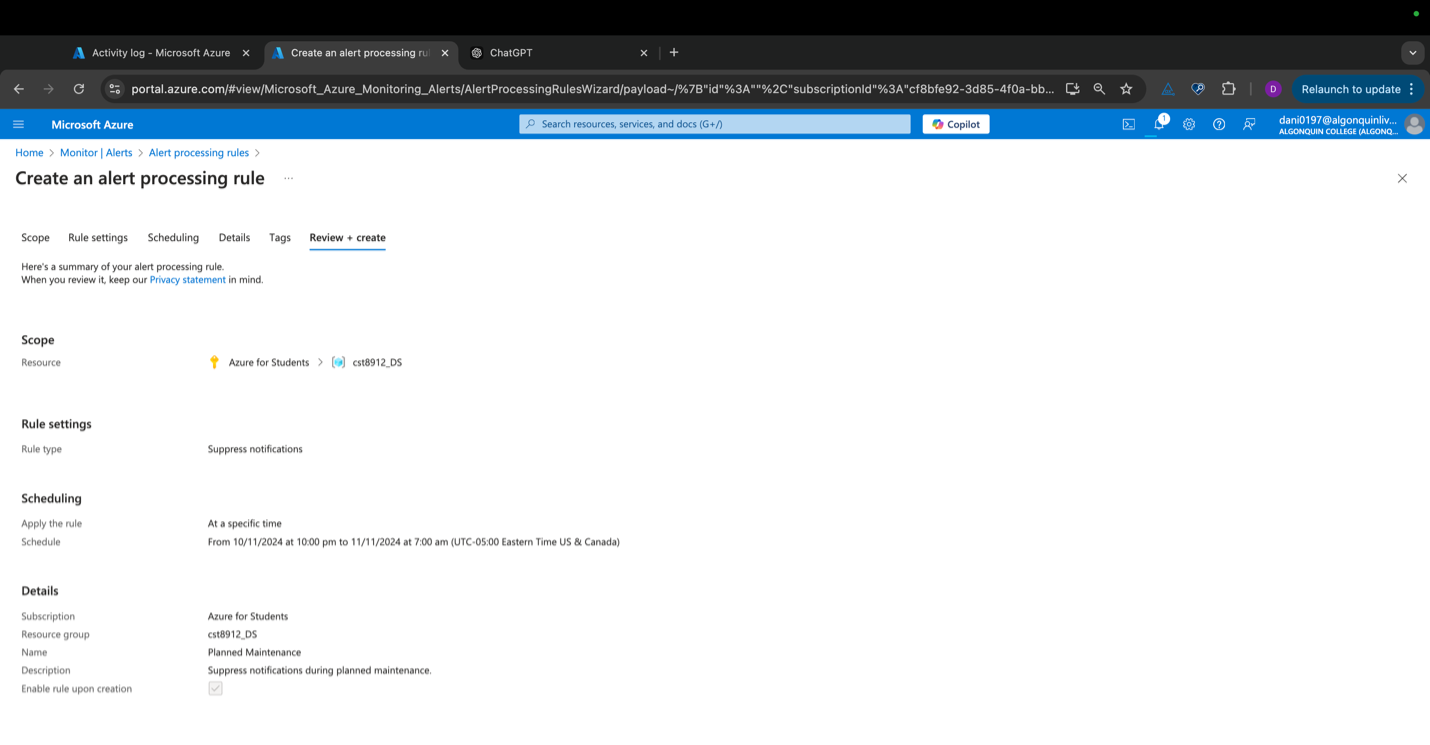 Activity log - Microsoft Azure
Create an alert processing ru
ChatGPT
portal.azure.com/#view/Microsoft_Azure_Monitoring_Alerts/AlertProcessingRulesWizard/payload~/%7B"id"%3A""%2C"subscriptionId"%3A"cf8bfe92-3d85-4f0a-bb...
D
Relaunch to update
Microsoft Azure
Search resources, services, and docs (G+/)
Copilot
1
dani0197@algonquinliv...
ALGONQUIN COLLEGE (ALGONQ...
Home > Monitor | Alerts > Alert processing rules >
Create an alert processing rule ...
Scope Rule settings Scheduling Details Tags Review + create
Here's a summary of your alert processing rule.
When you review it, keep our Privacy statement in mind.
Scope
Resource Azure for Students > cst8912_DS
Rule settings
Rule type Suppress notifications
Scheduling
Apply the rule At a specific time
Schedule From 10/11/2024 at 10:00 pm to 11/11/2024 at 7:00 am (UTC-05:00 Eastern Time US & Canada)
Details
Subscription Azure for Students
Resource group cst8912_DS
Name Planned Maintenance
Description Suppress notifications during planned maintenance.
Enable rule upon creation